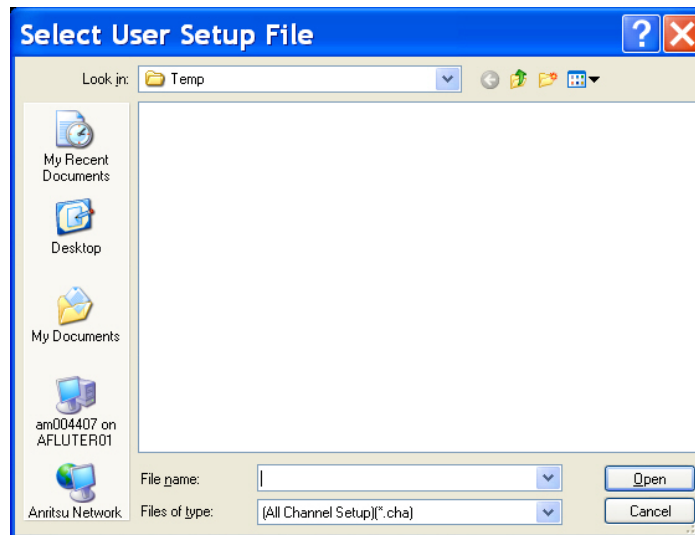 Select User Setup File
?
Look in:
Temp
My Recent
Documents
Desktop
My Documents
am004407 on
AFLUTER01
Anritsu Network
File name:
Open
Files of type:
(All Channel Setup)(*.cha)
Cancel